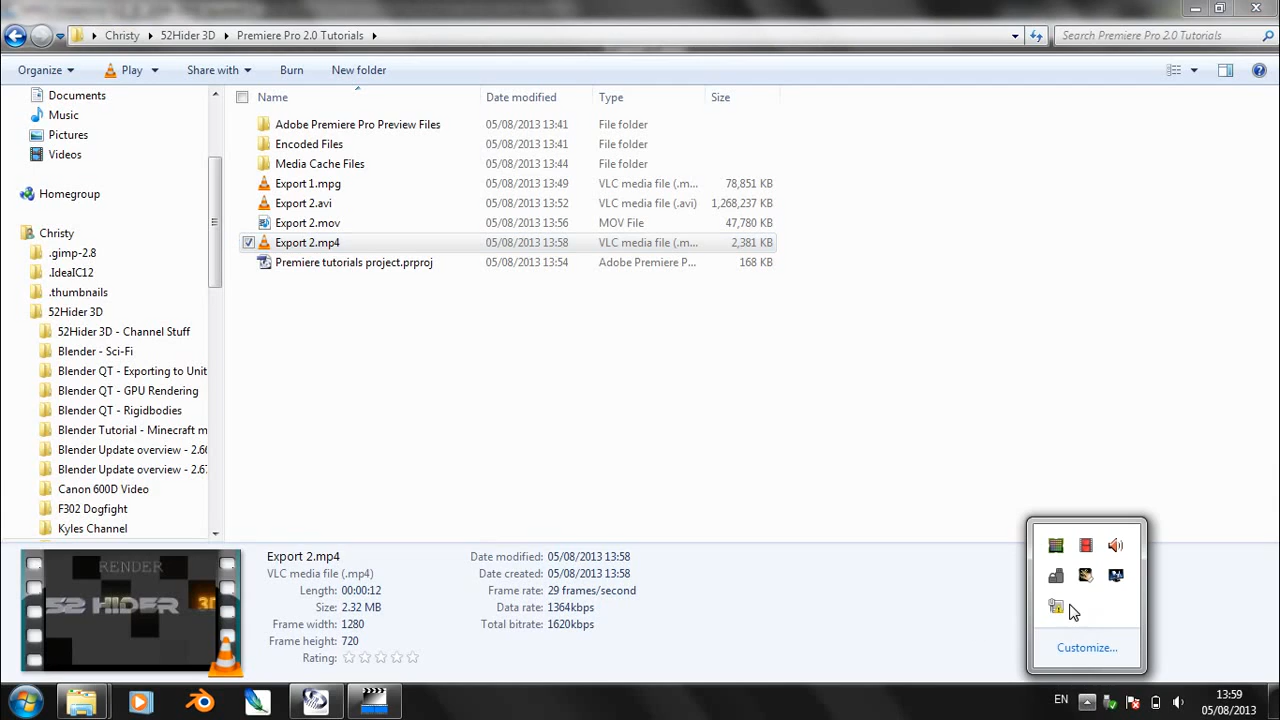 Christy
52Hider 3D
Premiere Pro 2.0 Tutorials
Search Premiere Pro 2.0 Tutorials
Organize
Play
Share with
Burn
New folder
Name
Date modified
Type
Size
Documents
Music
Pictures
Videos
Homegroup
Christy
.gimp-2.8
.IdeaIC12
.thumbnails
52Hider 3D
52Hider 3D - Channel Stuff
Blender - Sci-Fi
Blender QT - Exporting to Unit
Blender QT - GPU Rendering
Blender QT - Rigidbodies
Blender Tutorial - Minecraft m
Blender Update overview - 2.66
Blender Update overview - 2.67
Canon 600D Video
F302 Dogfight
Kyles Channel
Adobe Premiere Pro Preview Files 05/08/2013 13:41 File folder
Encoded Files 05/08/2013 13:41 File folder
Media Cache Files 05/08/2013 13:44 File folder
Export 1.mpg 05/08/2013 13:49 VLC media file (.m... 78,851 KB
Export 2.avi 05/08/2013 13:52 VLC media file (.avi) 1,268,237 KB
Export 2.mov 05/08/2013 13:56 MOV File 47,780 KB
Export 2.mp4 05/08/2013 13:58 VLC media file (.m... 2,381 KB
Premiere tutorials project.prproj 05/08/2013 13:54 Adobe Premiere P... 168 KB
RENDER
52 HIDER 3D
Export 2.mp4
VLC media file (.mp4)
Length: 00:00:12
Size: 2.32 MB
Frame width: 1280
Frame height: 720
Rating:
Date modified: 05/08/2013 13:58
Date created: 05/08/2013 13:58
Frame rate: 29 frames/second
Data rate: 1364kbps
Total bitrate: 1620kbps
Customize...
EN
13:59
05/08/2013